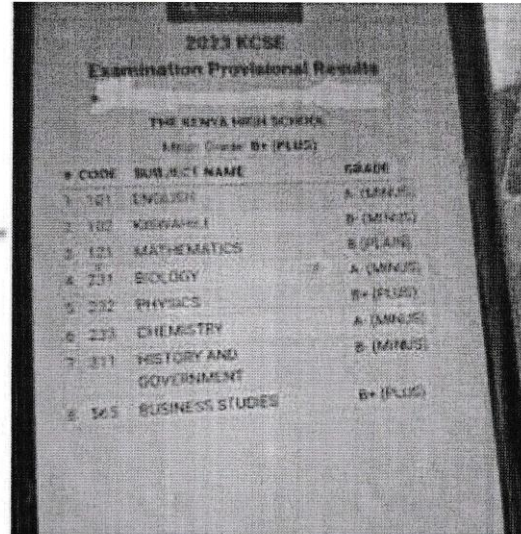 2023 KCSE
Examination Provisional Results
THE KENYA HIGH SCHOOL
Mean Grade: B+ (PLUS)
# CODE SUBJECT NAME GRADE
1 101 ENGLISH A- (MINUS)
2 102 KISWAHILI B- (MINUS)
3 121 MATHEMATICS B (PLAIN)
4 231 BIOLOGY A- (MINUS)
5 232 PHYSICS B+ (PLUS)
6 233 CHEMISTRY A- (MINUS)
7 311 HISTORY AND B- (MINUS)
GOVERNMENT
8 565 BUSINESS STUDIES B+ (PLUS)